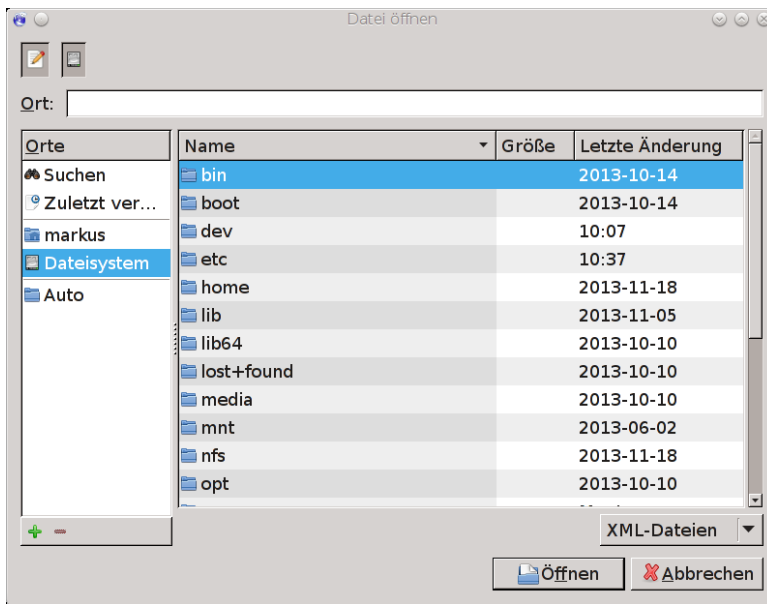 Datei öffnen
Ort:
Orte
Suchen
Zuletzt ver...
markus
Dateisystem
Auto
Name Größe Letzte Änderung
bin 2013-10-14
boot 2013-10-14
dev 10:07
etc 10:37
home 2013-11-18
lib 2013-11-05
lib64 2013-10-10
lost+found 2013-10-10
media 2013-10-10
mnt 2013-06-02
nfs 2013-11-18
opt 2013-10-10
XML-Dateien
Öffnen Abbrechen